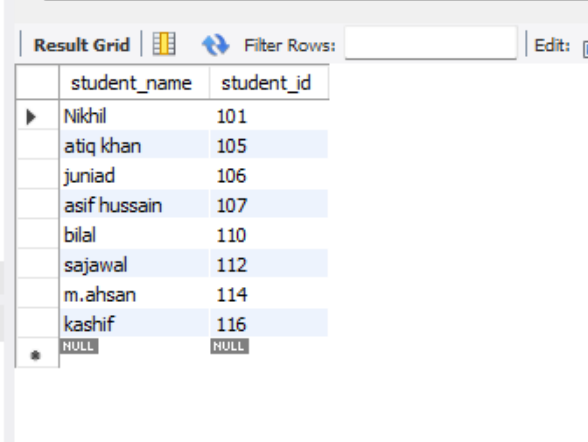 Result Grid Filter Rows: Edit:
student_name student_id
Nikhil 101
atiq khan 105
juniad 106
asif hussain 107
bilal 110
sajawal 112
m.ahsan 114
kashif 116
NULL NULL